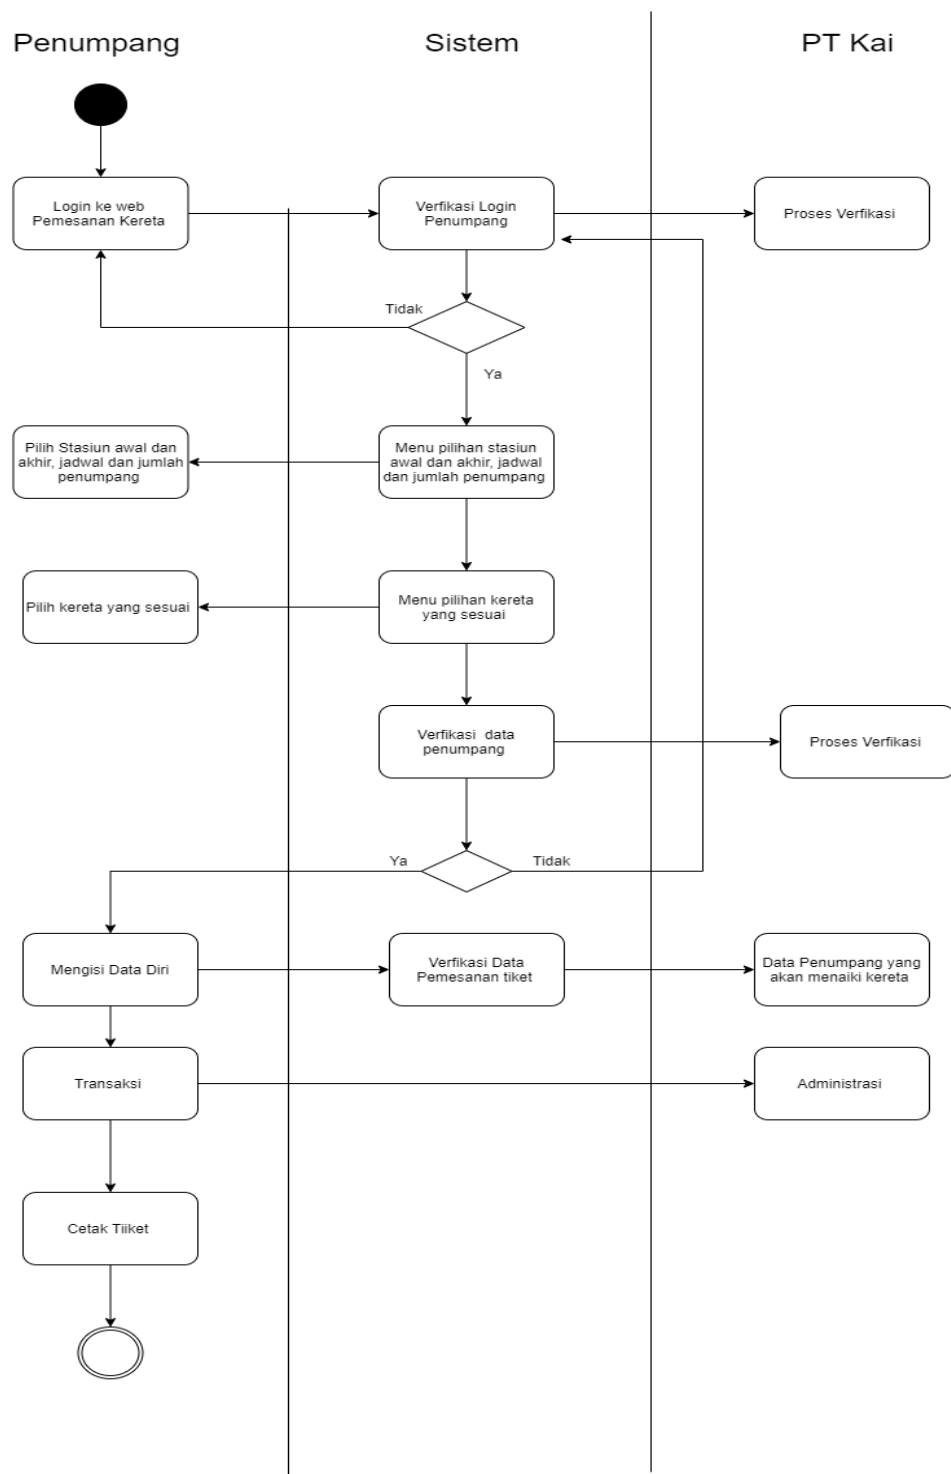 Penumpang
Sistem
PT Kai
Login ke web
Pemesanan Kereta
Verfikasi Login
Penumpang
Proses Verfikasi
Tidak
Ya
Pilih Stasiun awal dan
akhir, jadwal dan jumlah
penumpang
Menu pilihan stasiun
awal dan akhir, jadwal
dan jumlah penumpang
Pilih kereta yang sesuai
Menu pilihan kereta
yang sesuai
Verfikasi data
penumpang
Proses Verfikasi
Ya
Tidak
Mengisi Data Diri
Verfikasi Data
Pemesanan tiket
Data Penumpang yang
akan menaiki kereta
Transaksi
Administrasi
Cetak Tiiket